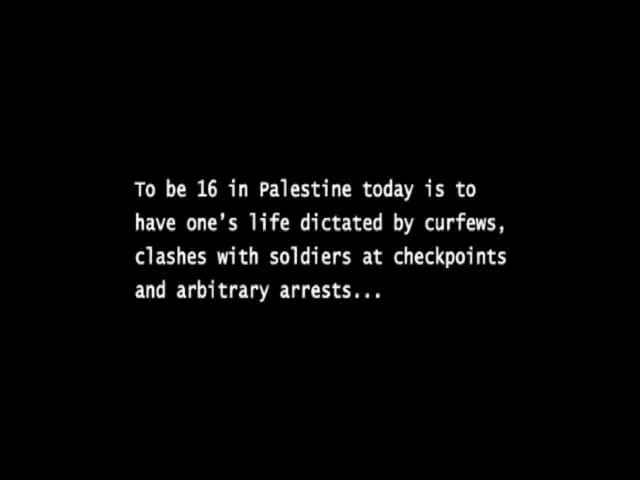 To be 16 in Palestine today is to
have one's life dictated by curfews,
clashes with soldiers at checkpoints
and arbitrary arrests...